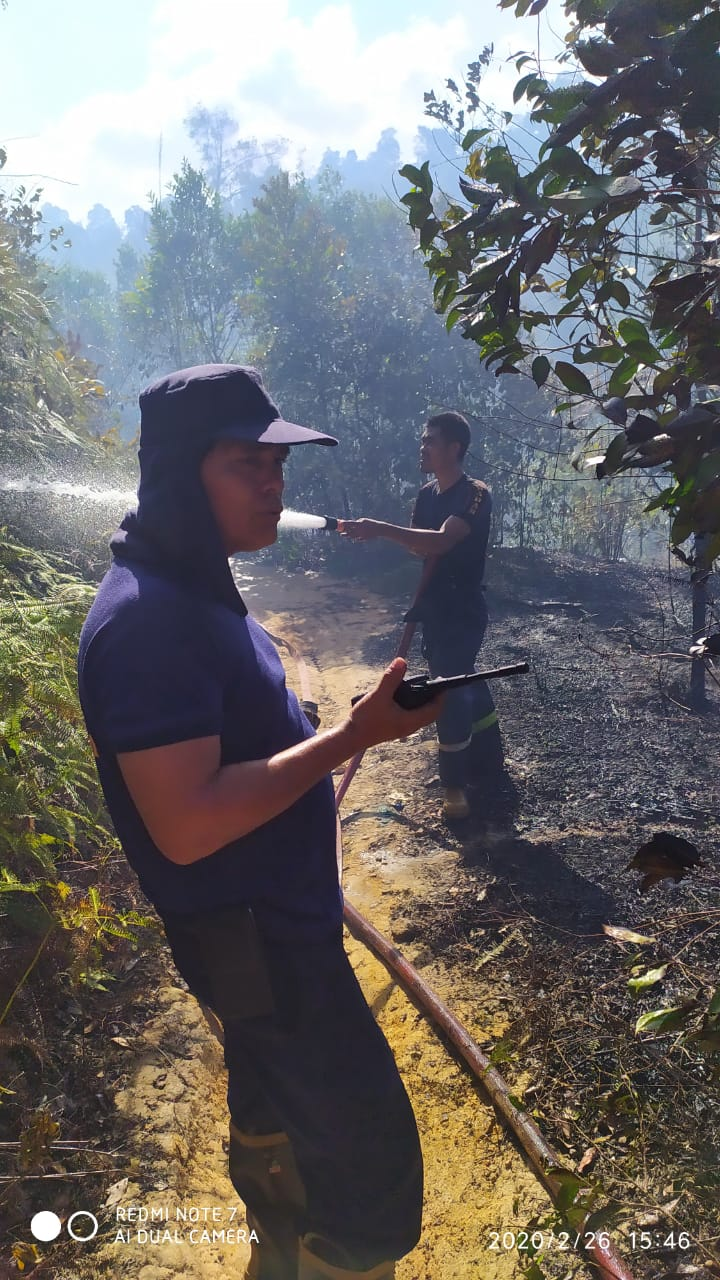 REDMI NOTE 7
AI DUAL CAMERA
2020/2/26 15:46